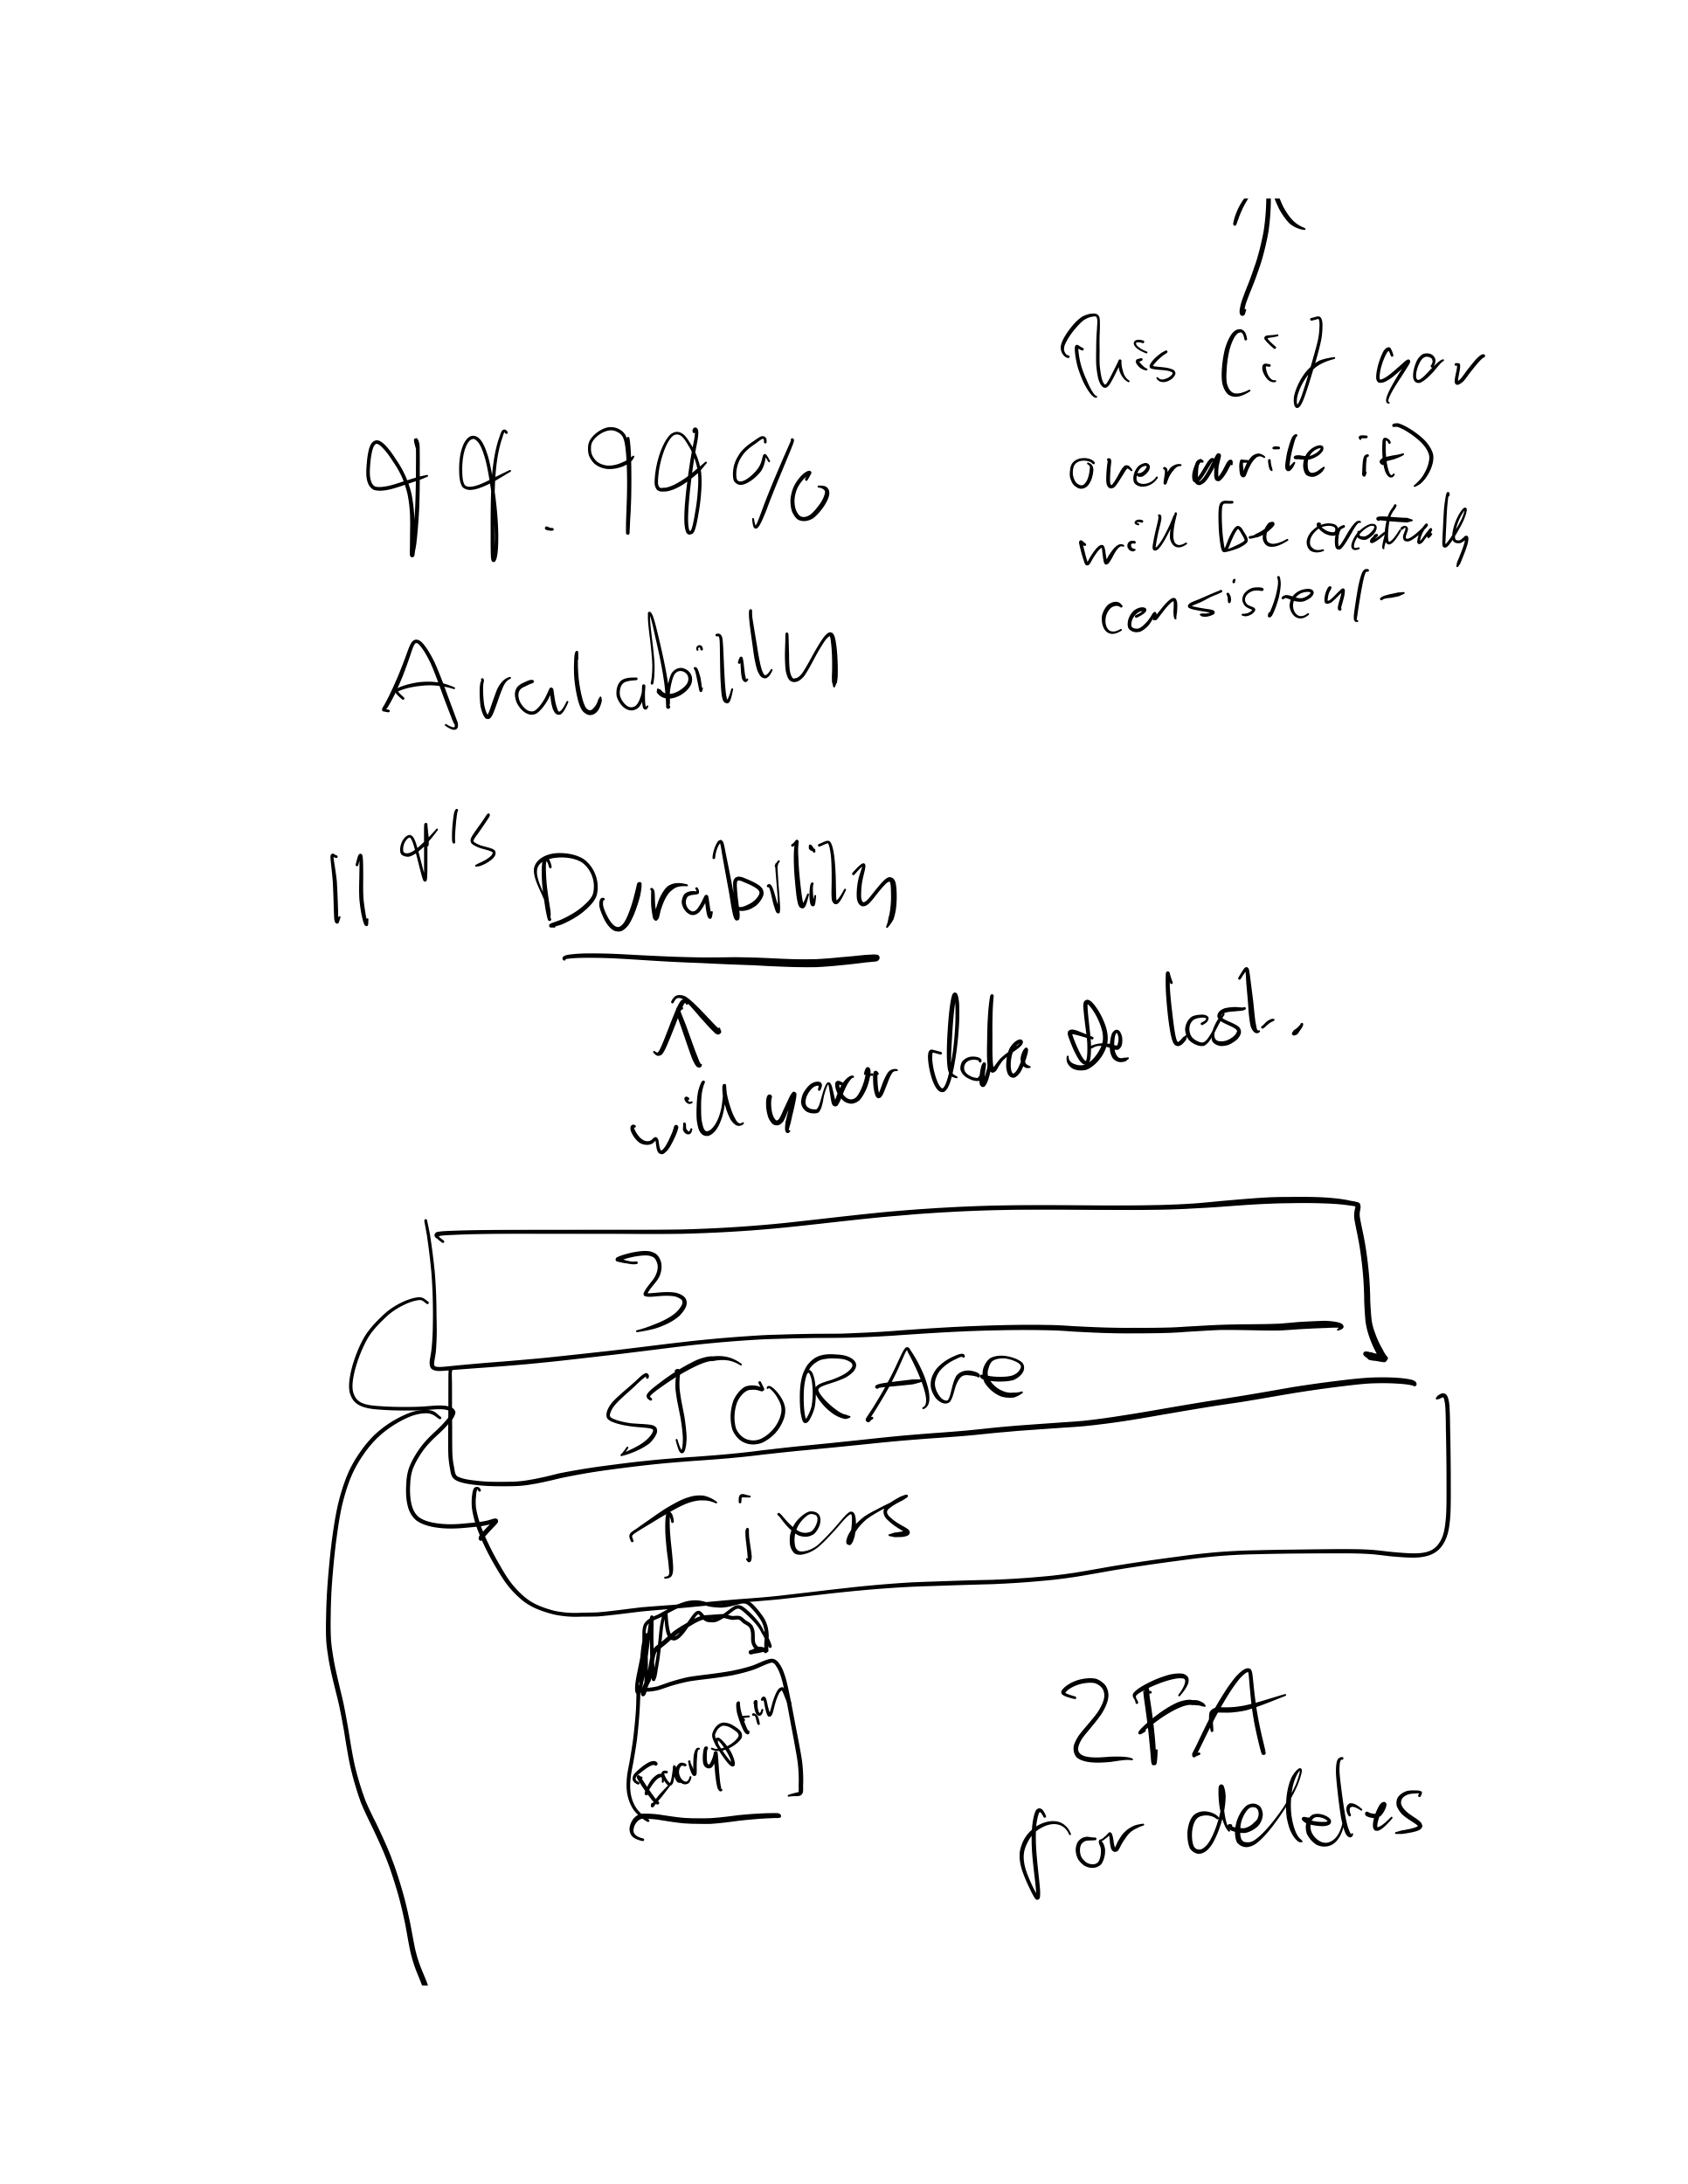 This (if you
overwrite it)
will be eventually
consistent
99.99%
Availability
11 9's Durability
will your data be lost.
3
STORAGE
Tiers
Encryption
2FA
for deletes